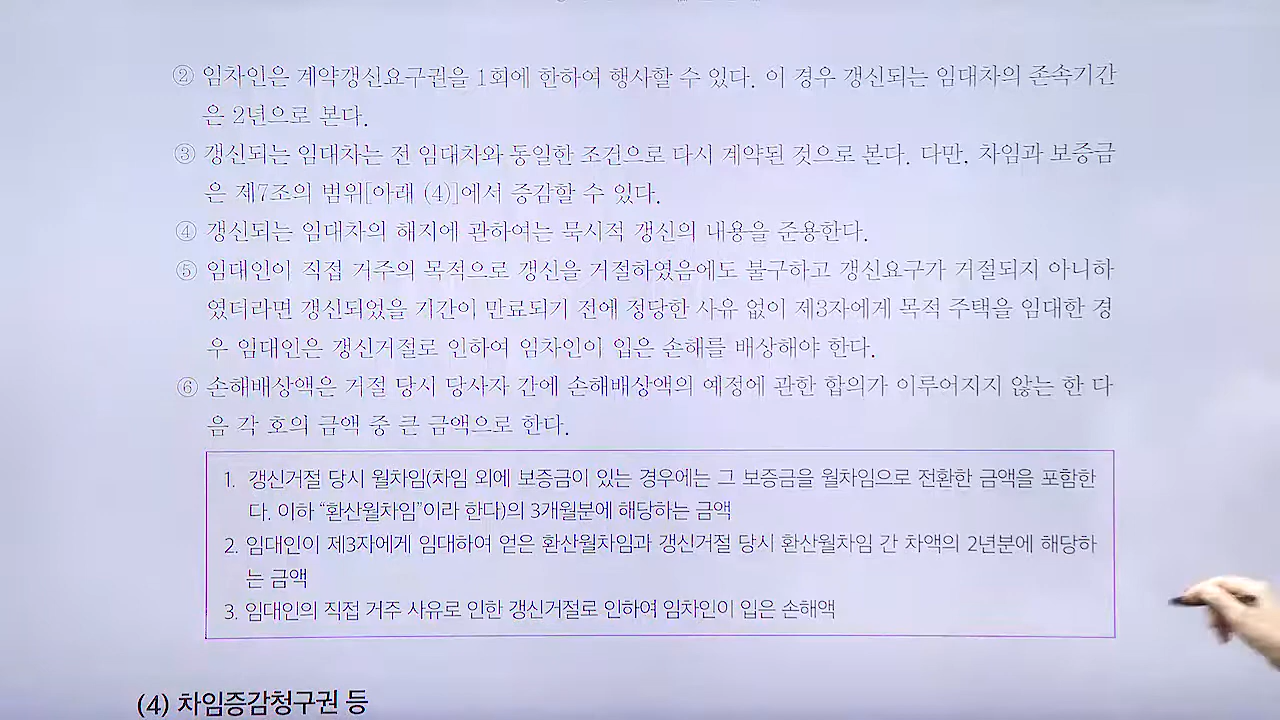 ② 임차인은 계약갱신요구권을 1회에 한하여 행사할 수 있다. 이 경우 갱신되는 임대차의 존속기간
은 2년으로 본다.
③ 갱신되는 임대차는 전 임대차와 동일한 조건으로 다시 계약된 것으로 본다. 다만, 차임과 보증금
은 제7조의 범위[아래 (4)]에서 증감할 수 있다.
④ 갱신되는 임대차의 해지에 관하여는 묵시적 갱신의 내용을 준용한다.
⑤ 임대인이 직접 거주의 목적으로 갱신을 거절하였음에도 불구하고 갱신요구가 거절되지 아니하
였더라면 갱신되었을 기간이 만료되기 전에 정당한 사유 없이 제3자에게 목적 주택을 임대한 경
우 임대인은 갱신거절로 인하여 임차인이 입은 손해를 배상해야 한다.
⑥ 손해배상액은 거절 당시 당사자 간에 손해배상액의 예정에 관한 합의가 이루어지지 않는 한 다
음 각 호의 금액 중 큰 금액으로 한다.
1. 갱신거절 당시 월차임(차임 외에 보증금이 있는 경우에는 그 보증금을 월차임으로 전환한 금액을 포함한
다. 이하 “환산월차임”이라 한다)의 3개월분에 해당하는 금액
2. 임대인이 제3자에게 임대하여 얻은 환산월차임과 갱신거절 당시 환산월차임 간 차액의 2년분에 해당하
는 금액
3. 임대인의 직접 거주 사유로 인한 갱신거절로 인하여 임차인이 입은 손해액
(4) 차임증감청구권 등